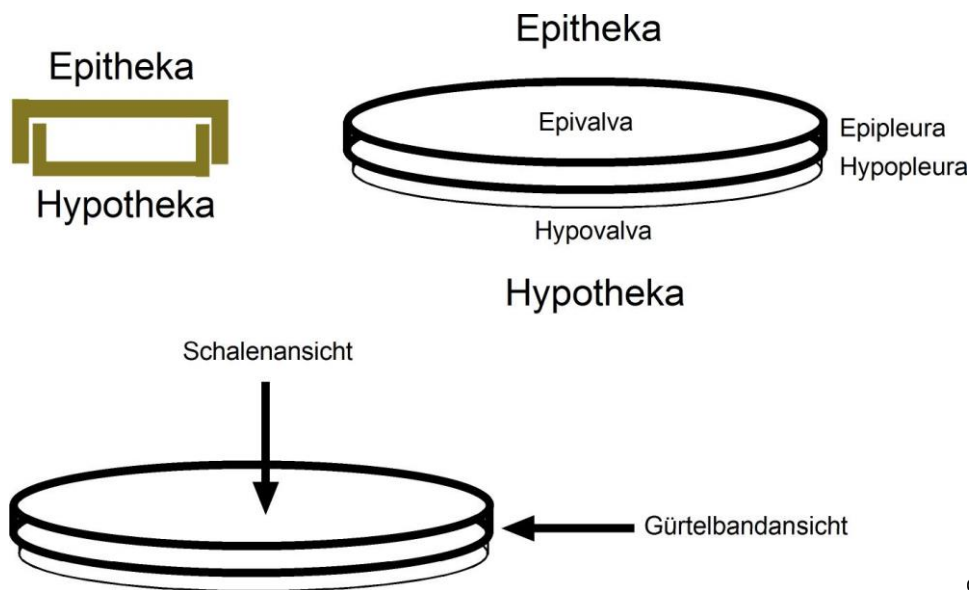 Epitheka
Hypotheka
Epitheka
Epivalva
Epipleura
Hypopleura
Hypovalva
Hypotheka
Schalenansicht
Gürtelbandansicht